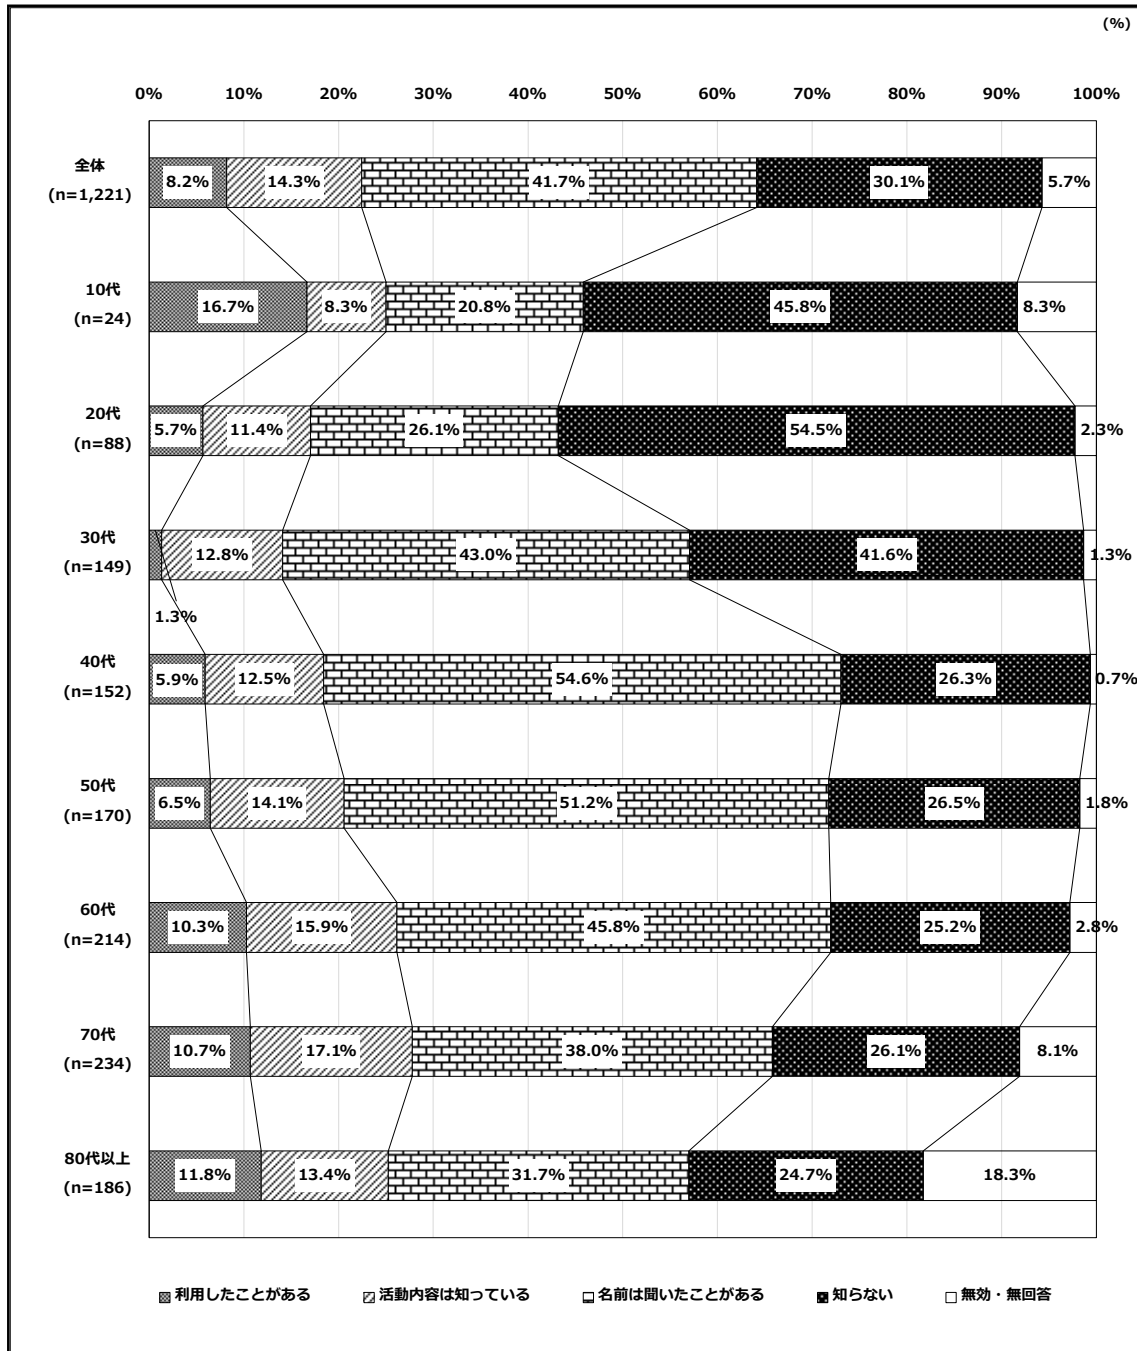 (%)
0% 10% 20% 30% 40% 50% 60% 70% 80% 90% 100%
全体
(n=1,221)
8.2% 14.3% 41.7% 30.1% 5.7%
10代
(n=24)
16.7% 8.3% 20.8% 45.8% 8.3%
20代
(n=88)
5.7% 11.4% 26.1% 54.5% 2.3%
30代
(n=149)
12.8% 43.0% 41.6% 1.3%
1.3%
40代
(n=152)
5.9% 12.5% 54.6% 26.3% 0.7%
50代
(n=170)
6.5% 14.1% 51.2% 26.5% 1.8%
60代
(n=214)
10.3% 15.9% 45.8% 25.2% 2.8%
70代
(n=234)
10.7% 17.1% 38.0% 26.1% 8.1%
80代以上
(n=186)
11.8% 13.4% 31.7% 24.7% 18.3%
利用したことがある 活動内容は知っている 名前は聞いたことがある 知らない 無効・無回答